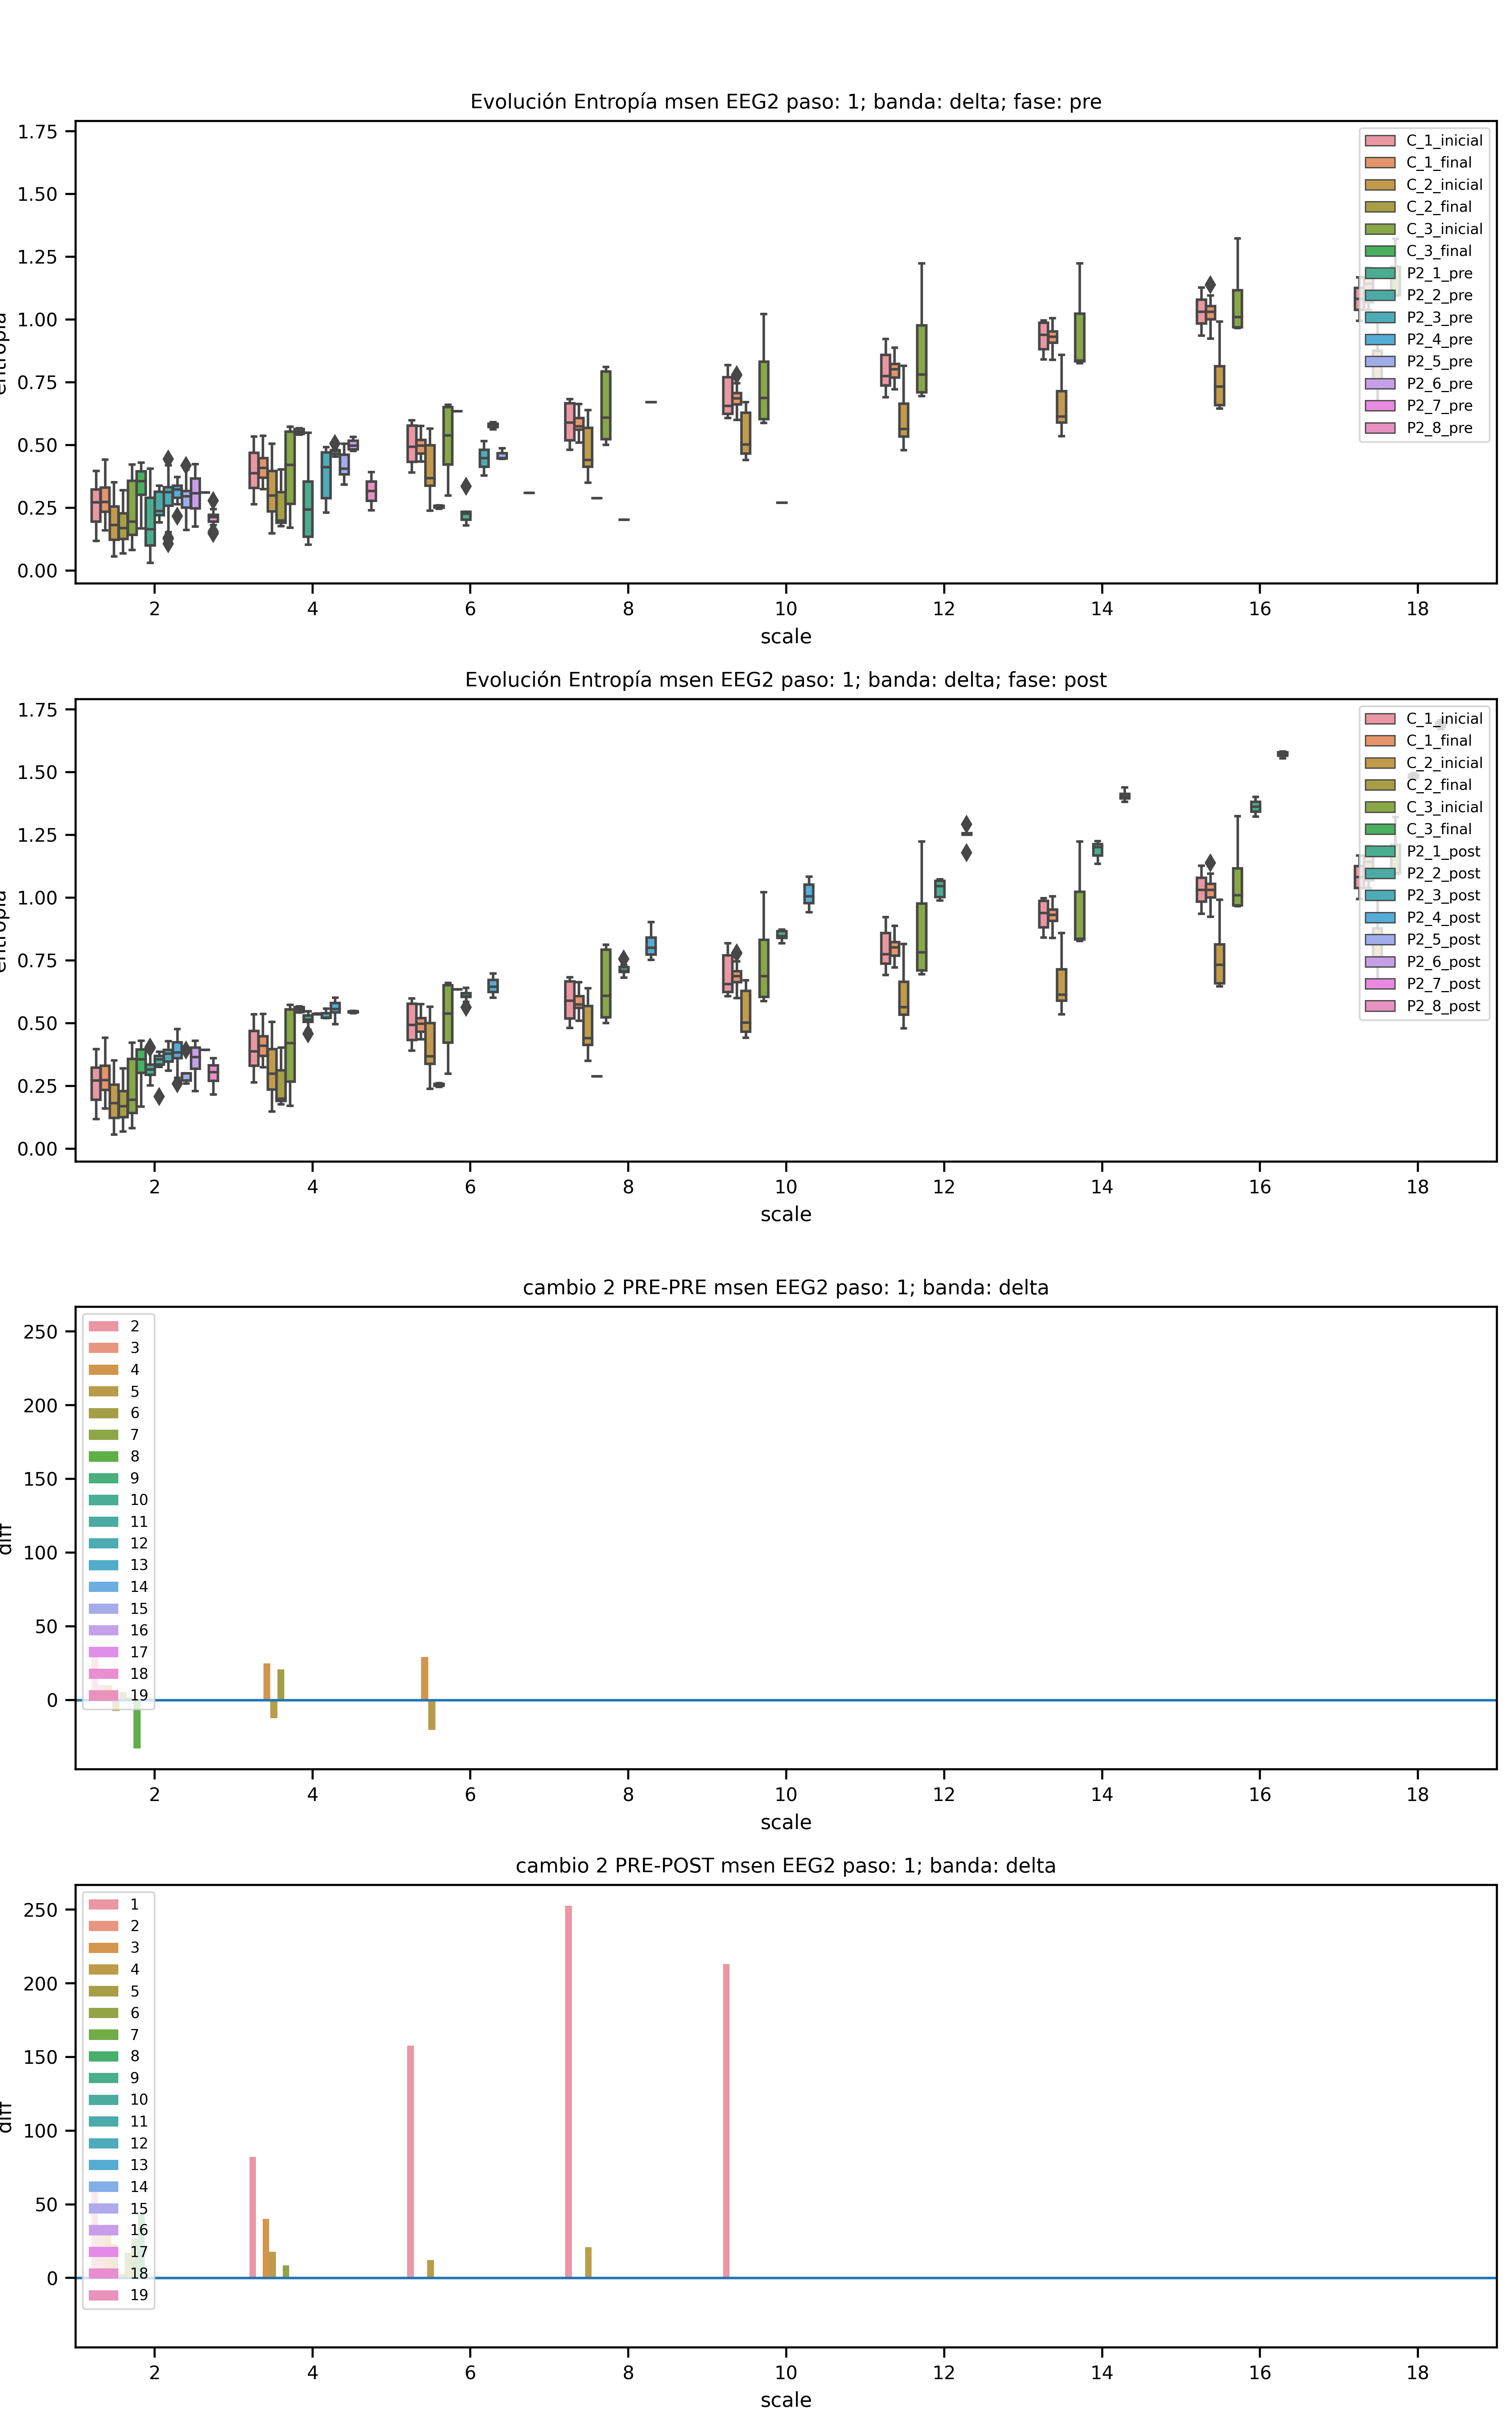 Evolución Entropía msen EEG2 paso: 1; banda: delta; fase: pre
1.75
1.50
1.25
1.00
0.75
0.50
0.25
0.00
C_1_inicial
C_1_final
C_2_inicial
C_2_final
C_3_inicial
C_3_final
P2_1_pre
P2_2_pre
P2_3_pre
P2_4_pre
P2_5_pre
P2_6_pre
P2_7_pre
P2_8_pre
2 4 6 8 10 12 14 16 18
scale
Evolución Entropía msen EEG2 paso: 1; banda: delta; fase: post
1.75
1.50
1.25
1.00
0.75
0.50
0.25
0.00
C_1_inicial
C_1_final
C_2_inicial
C_2_final
C_3_inicial
C_3_final
P2_1_post
P2_2_post
P2_3_post
P2_4_post
P2_5_post
P2_6_post
P2_7_post
P2_8_post
2 4 6 8 10 12 14 16 18
scale
cambio 2 PRE-PRE msen EEG2 paso: 1; banda: delta
250
200
150
100
50
0
diff
2
3
4
5
6
7
8
9
10
11
12
13
14
15
16
17
18
19
2 4 6 8 10 12 14 16 18
scale
cambio 2 PRE-POST msen EEG2 paso: 1; banda: delta
250
200
150
100
50
0
diff
1
2
3
4
5
6
7
8
9
10
11
12
13
14
15
16
17
18
19
2 4 6 8 10 12 14 16 18
scale